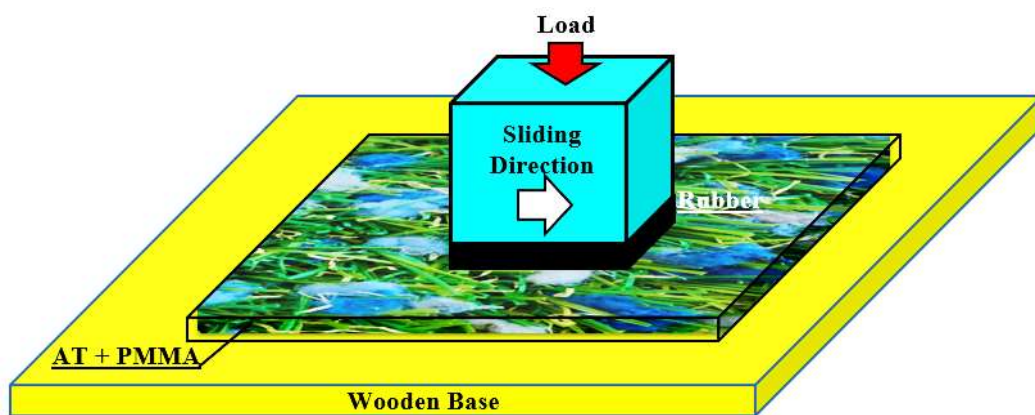 Load
Sliding
Direction
Rubber
AT + PMMA
Wooden Base